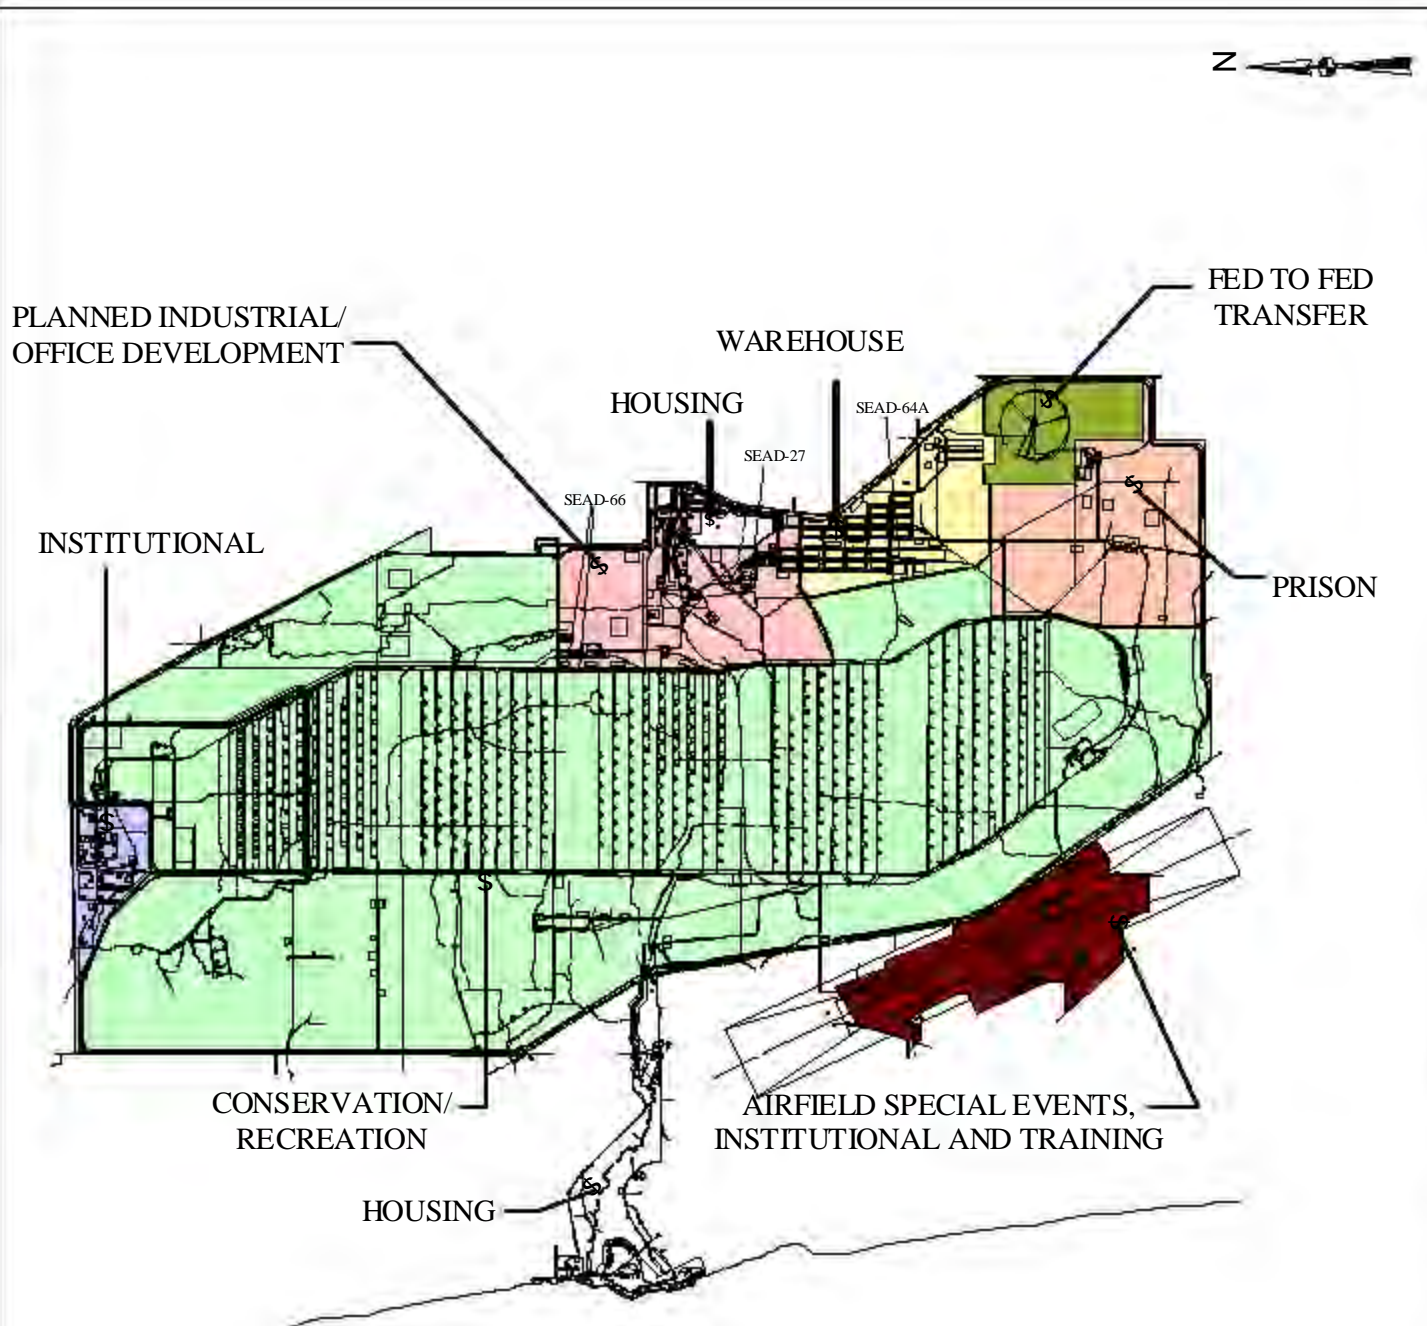 N
FED TO FED
TRANSFER
PLANNED INDUSTRIAL/
OFFICE DEVELOPMENT
WAREHOUSE
HOUSING
SEAD-64A
SEAD-27
SEAD-66
INSTITUTIONAL
PRISON
CONSERVATION/
RECREATION
AIRFIELD SPECIAL EVENTS,
INSTITUTIONAL AND TRAINING
HOUSING